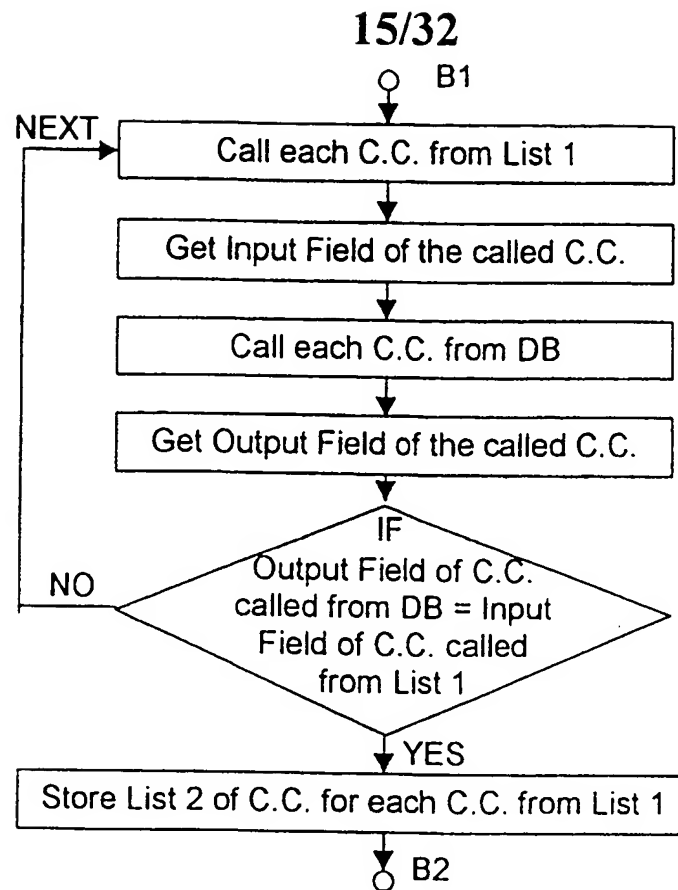 15/32
B1
NEXT
Call each C.C. from List 1
Get Input Field of the called C.C.
Call each C.C. from DB
Get Output Field of the called C.C.
IF
Output Field of C.C.
called from DB = Input
Field of C.C. called
from List 1
NO
YES
Store List 2 of C.C. for each C.C. from List 1
B2